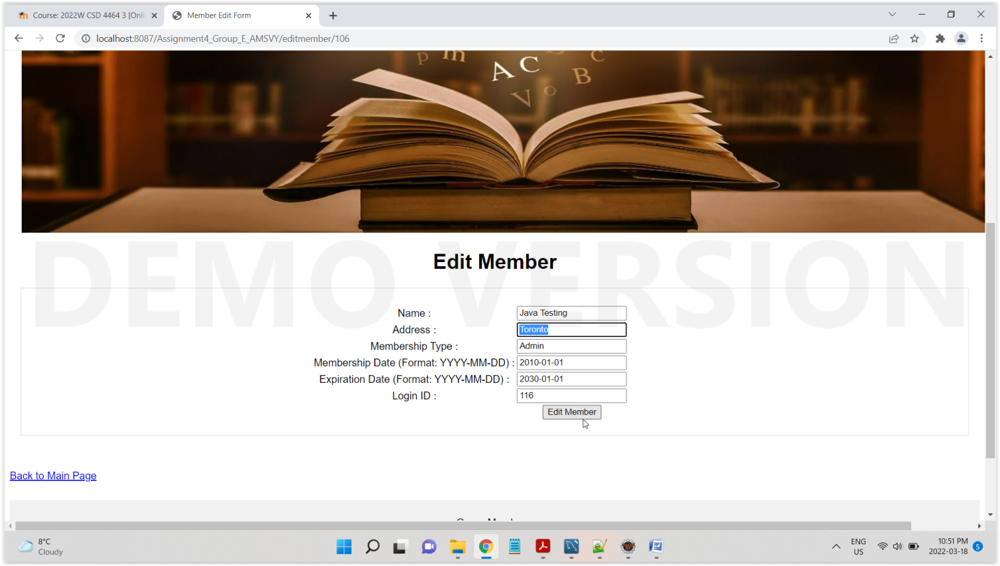 Course: 2022W CSD 4464 3 [Onli
Member Edit Form
localhost:8087/Assignment4_Group_E_AMSVY/editmember/106
p m A C C
V o B
DEMO VERSION
Edit Member
Name : Java Testing
Address : Toronto
Membership Type : Admin
Membership Date (Format: YYYY-MM-DD) : 2010-01-01
Expiration Date (Format: YYYY-MM-DD) : 2030-01-01
Login ID : 116
Edit Member
Back to Main Page
8°C
Cloudy
ENG
US
10:51 PM
2022-03-18
5